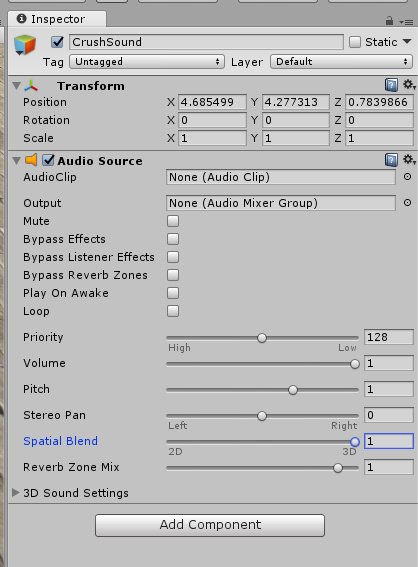 Inspector
CrushSound Static
Tag Untagged Layer Default
Transform
Position X 4.685499 Y 4.277313 Z 0.7839866
Rotation X 0 Y 0 Z 0
Scale X 1 Y 1 Z 1
Audio Source
AudioClip None (Audio Clip)
Output None (Audio Mixer Group)
Mute
Bypass Effects
Bypass Listener Effects
Bypass Reverb Zones
Play On Awake
Loop
Priority 128
High Low
Volume 1
Pitch 1
Stereo Pan 0
Left Right
Spatial Blend 1
2D 3D
Reverb Zone Mix 1
3D Sound Settings
Add Component